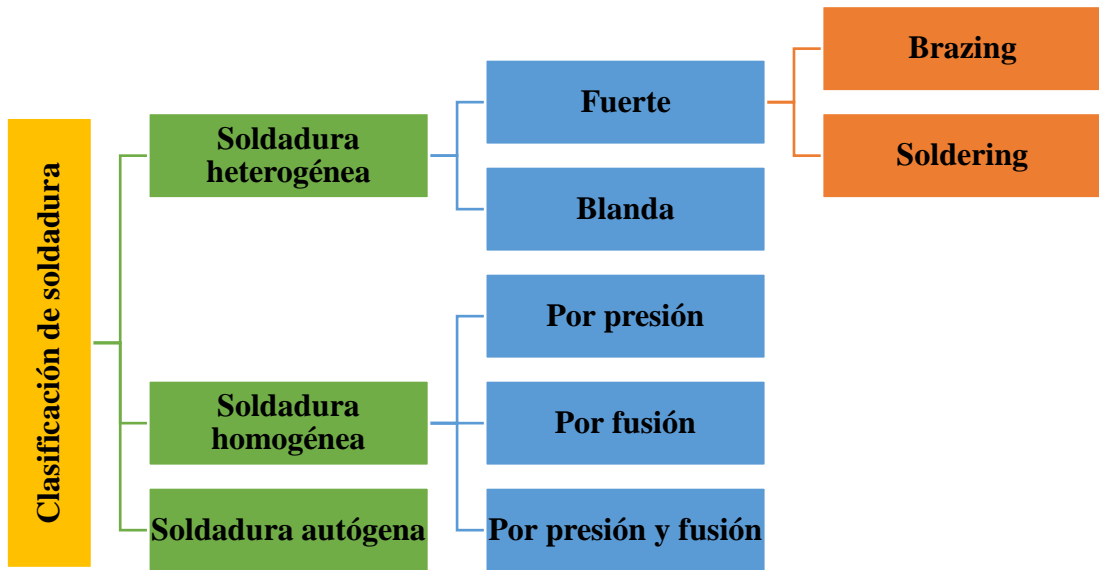 Clasificación de soldadura
Soldadura
heterogénea
Fuerte
Brazing
Soldering
Blanda
Soldadura
homogénea
Por presión
Por fusión
Por presión y fusión
Soldadura autógena